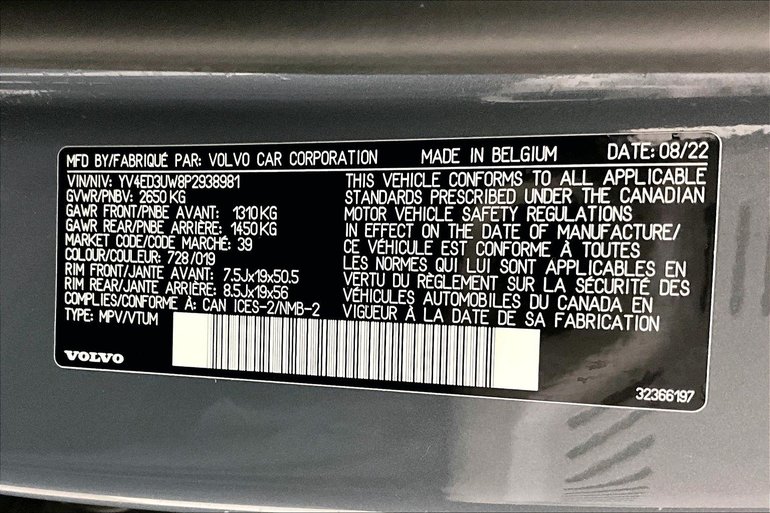 MFD BY/FABRIQUÉ PAR: VOLVO CAR CORPORATION MADE IN BELGIUM DATE: 08/22
VIN/NIV: YV4ED3UW8P2938981
GVWR/PNBV: 2650 KG
GAWR FRONT/PNBE AVANT: 1310 KG
GAWR REAR/PNBE ARRIÈRE: 1450 KG
MARKET CODE/CODE MARCHÉ: 39
COLOUR/COULEUR: 728/019
RIM FRONT/JANTE AVANT: 7.5Jx19x50.5
RIM REAR/JANTE ARRIÈRE: 8.5Jx19x56
COMPLIES/CONFORME À: CAN ICES-2/NMB-2
TYPE: MPV/VTUM
THIS VEHICLE CONFORMS TO ALL APPLICABLE
STANDARDS PRESCRIBED UNDER THE CANADIAN
MOTOR VEHICLE SAFETY REGULATIONS
IN EFFECT ON THE DATE OF MANUFACTURE/
CE VÉHICULE EST CONFORME À TOUTES
LES NORMES QUI LUI SONT APPLICABLES EN
VERTU DU RÈGLEMENT SUR LA SÉCURITÉ DES
VÉHICULES AUTOMOBILES DU CANADA EN
VIGUEUR À LA DATE DE SA FABRICATION
VOLVO
32366197